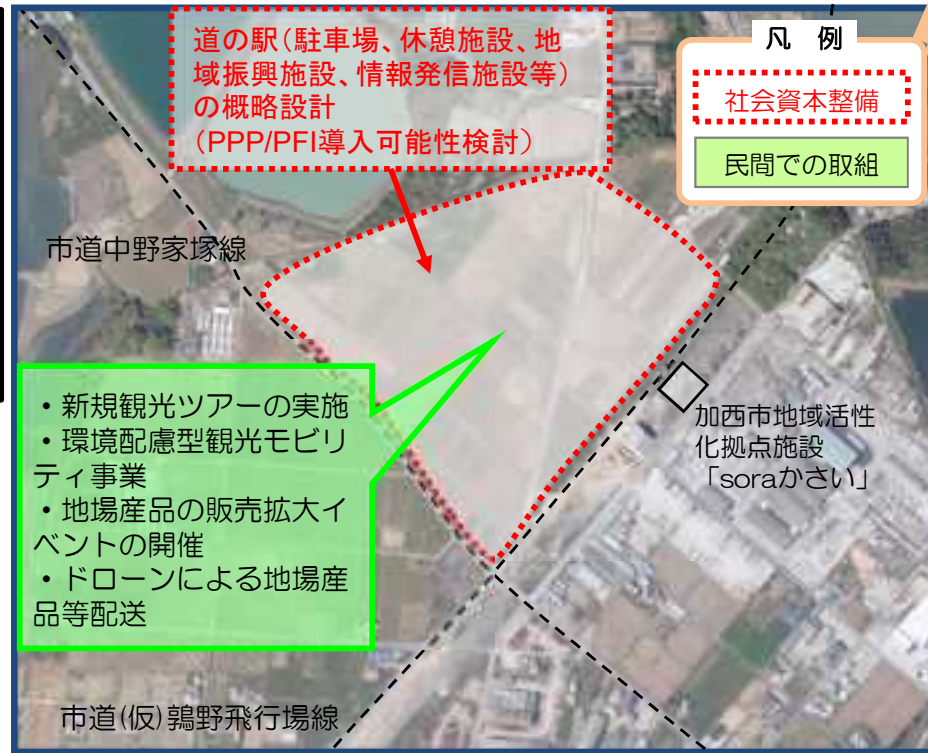 道の駅(駐車場、休憩施設、地
域振興施設、情報発信施設等)
の概略設計
(PPP/PFI導入可能性検討)
凡 例
社会資本整備
民間での取組
市道中野家塚線
・新規観光ツアーの実施
・環境配慮型観光モビリ
ティ事業
・地場産品の販売拡大イ
ベントの開催
・ドローンによる地場産
品等配送
加西市地域活性
化拠点施設
「soraかさい」
市道(仮)鶉野飛行場線